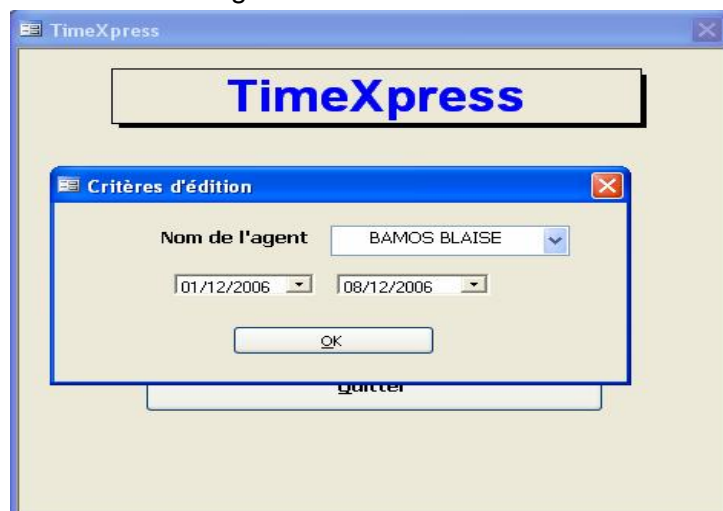 TimeXpress
TimeXpress
Critères d'édition
Nom de l'agent BAMOS BLAISE
01/12/2006 08/12/2006
OK
Quitter